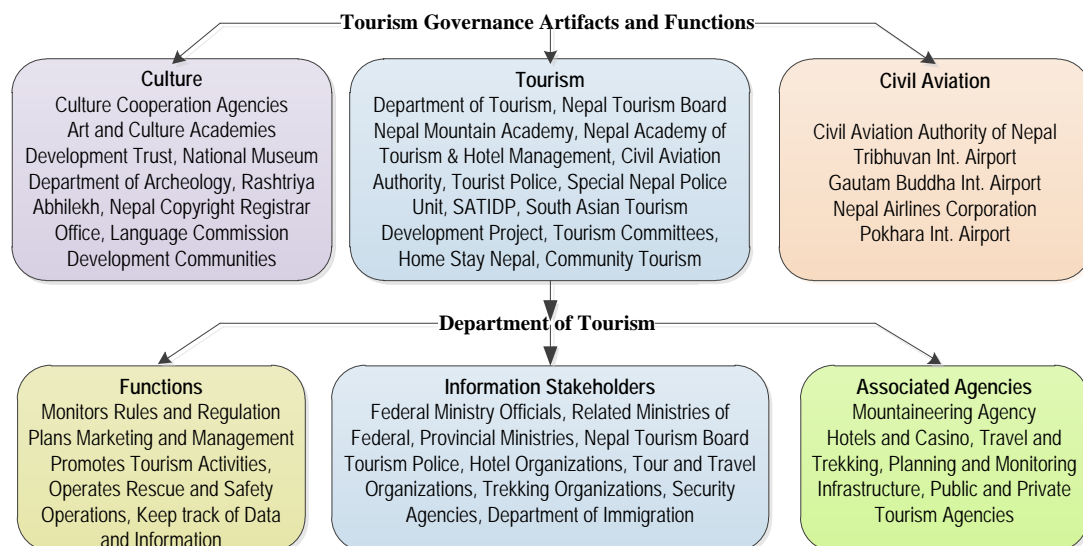 Tourism Governance Artifacts and Functions
Culture
Culture Cooperation Agencies
Art and Culture Academies
Development Trust, National Museum
Department of Archeology, Rashtriya
Abhilekh, Nepal Copyright Registrar
Office, Language Commission
Development Communities
Tourism
Department of Tourism, Nepal Tourism Board
Nepal Mountain Academy, Nepal Academy of
Tourism & Hotel Management, Civil Aviation
Authority, Tourist Police, Special Nepal Police
Unit, SATIDP, South Asian Tourism
Development Project, Tourism Committees,
Home Stay Nepal, Community Tourism
Civil Aviation
Civil Aviation Authority of Nepal
Tribhuvan Int. Airport
Gautam Buddha Int. Airport
Nepal Airlines Corporation
Pokhara Int. Airport
Department of Tourism
Functions
Monitors Rules and Regulation
Plans Marketing and Management
Promotes Tourism Activities,
Operates Rescue and Safety
Operations, Keep track of Data
and Information
Information Stakeholders
Federal Ministry Officials, Related Ministries of
Federal, Provincial Ministries, Nepal Tourism Board
Tourism Police, Hotel Organizations, Tour and Travel
Organizations, Trekking Organizations, Security
Agencies, Department of Immigration
Associated Agencies
Mountaineering Agency
Hotels and Casino, Travel and
Trekking, Planning and Monitoring
Infrastructure, Public and Private
Tourism Agencies